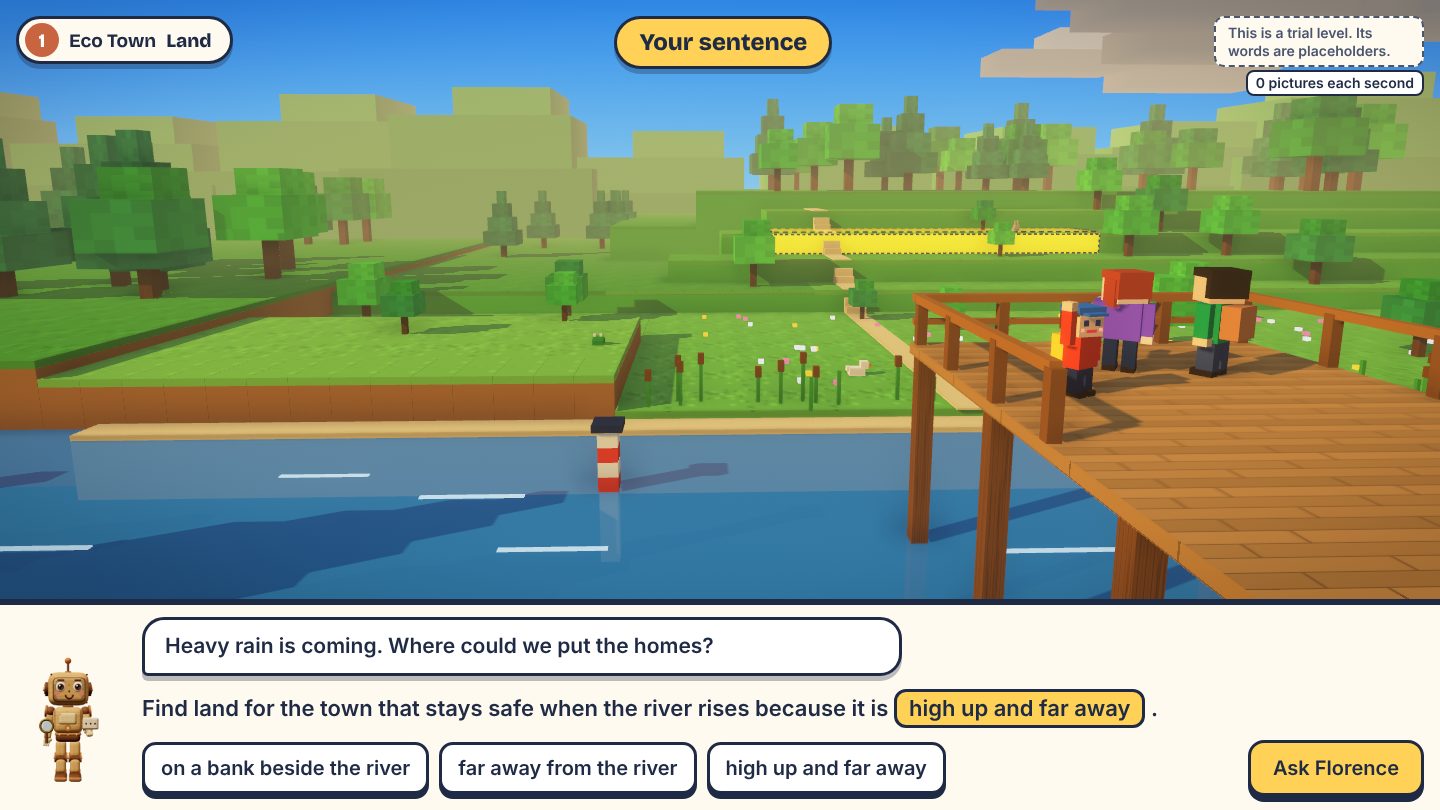 1 Eco Town Land
Your sentence
This is a trial level. Its
words are placeholders.
0 pictures each second
Heavy rain is coming. Where could we put the homes?
Find land for the town that stays safe when the river rises because it is high up and far away .
on a bank beside the river
far away from the river
high up and far away
Ask Florence